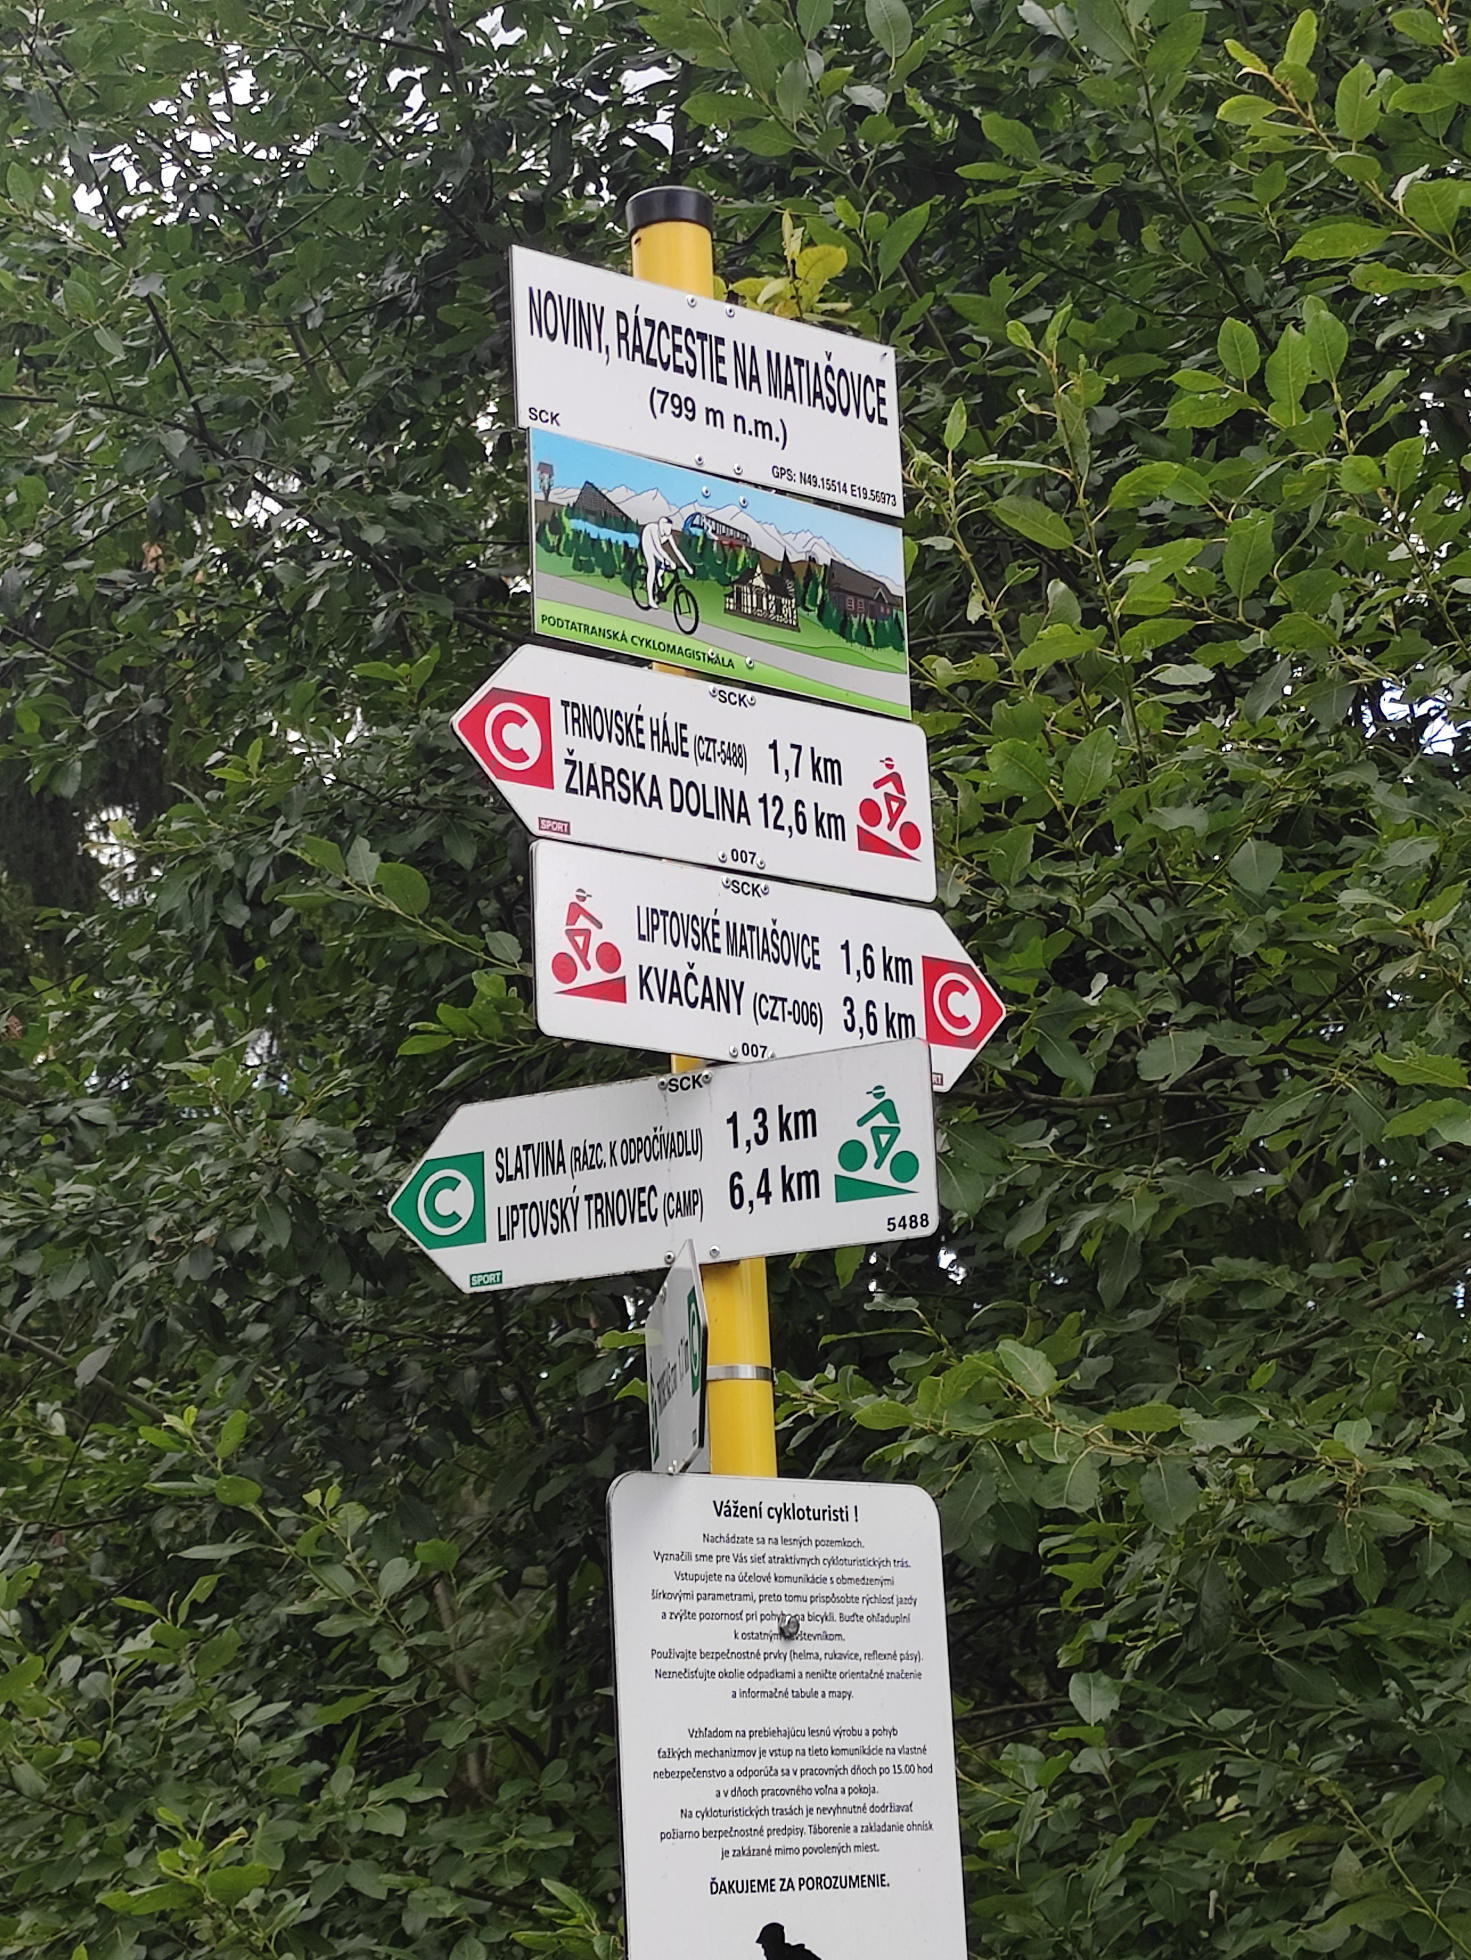 NOVINY, RÁZCESTIE NA MATIAŠOVCE
(799 m n.m.)
SCK
GPS: N49.15514 E19.56973
PODTATRANSKÁ CYKLOMAGISTRÁLA
SCK
C
TRNOVSKÉ HÁJE (CZT-5488) 1,7 km
ŽIARSKA DOLINA 12,6 km
SPORT
007
SCK
LIPTOVSKÉ MATIAŠOVCE 1,6 km
KVAČANY (CZT-006) 3,6 km
C
007
SCK
C
SLATVINA (RÁZC. K ODPOČÍVADLU) 1,3 km
LIPTOVSKÝ TRNOVEC (CAMP) 6,4 km
5488
SPORT
C
Vážení cykloturisti !
Nachádzate sa na lesných pozemkoch.
Vyznačili sme pre Vás sieť atraktívnych cykloturistických trás.
Vstupujete na účelové komunikácie s obmedzenými
šírkovými parametrami, preto tomu prispôsobte rýchlosť jazdy
a zvýšte pozornosť pri pohybe na bicykli. Buďte ohľaduplní
k ostatným
Používajte bezpečnostné prvky (helma, rukavice, reflexné pásy).
Neznečisťujte okolie odpadkami a neničte orientačné značenie
a informačné tabule a mapy.
Vzhľadom na prebiehajúcu lesnú výrobu a pohyb
ťažkých mechanizmov je vstup na tieto komunikácie na vlastné
nebezpečenstvo a odporúča sa v pracovných dňoch po 15.00 hod
a v dňoch pracovného voľna a pokoja.
Na cykloturistických trasách je nevyhnutné dodržiavať
požiarno bezpečnostné predpisy. Táborenie a zakladanie ohnísk
je zakázané mimo povolených miest.
ĎAKUJEME ZA POROZUMENIE.